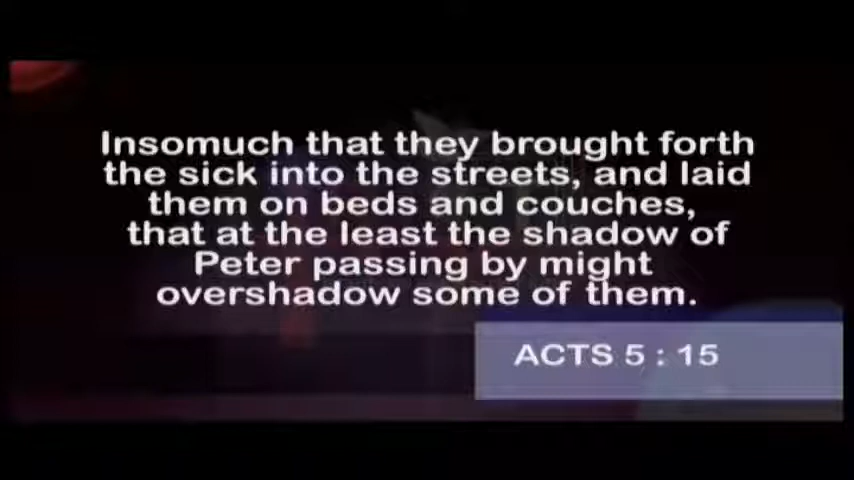 Insomuch that they brought forth
the sick into the streets, and laid
them on beds and couches,
that at the least the shadow of
Peter passing by might
overshadow some of them.
ACTS 5 : 15